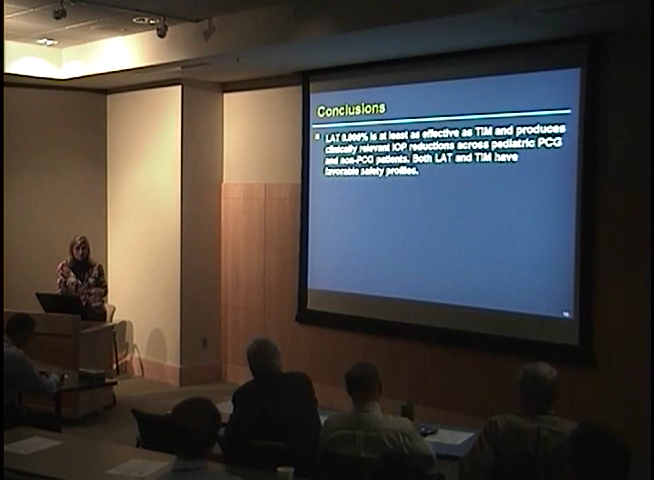 Conclusions
LAT 0.005% is at least as effective as TIM and produces
clinically relevant IOP reductions across pediatric PCG
and non-PCG patients. Both LAT and TIM have
favorable safety profiles.